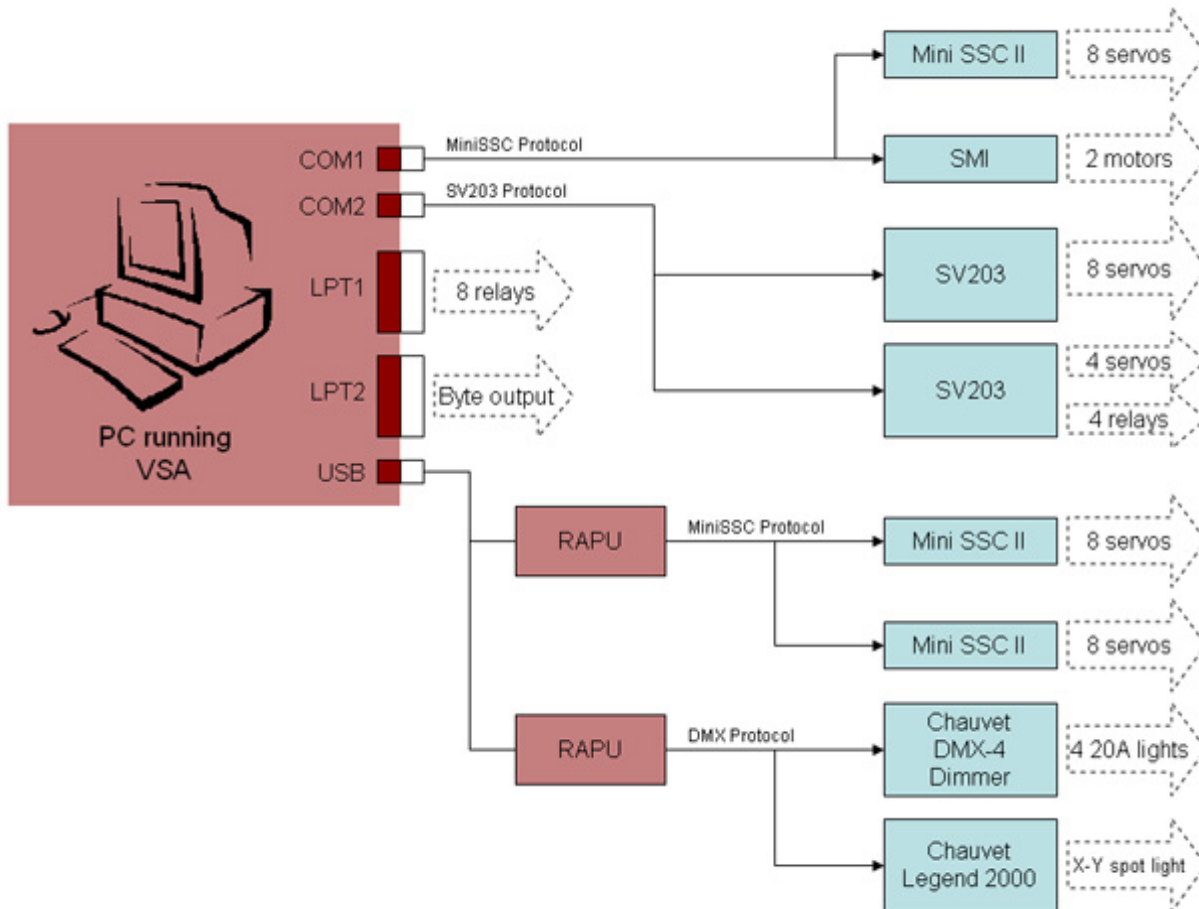 Mini SSC II
8 servos
COM1
MiniSSC Protocol
SMI
2 motors
COM2
SV203 Protocol
SV203
8 servos
LPT1
8 relays
SV203
4 servos
4 relays
LPT2
Byte output
PC running
VSA
USB
RAPU
MiniSSC Protocol
Mini SSC II
8 servos
Mini SSC II
8 servos
RAPU
DMX Protocol
Chauvet
DMX-4
Dimmer
4 20A lights
Chauvet
Legend 2000
X-Y spot light